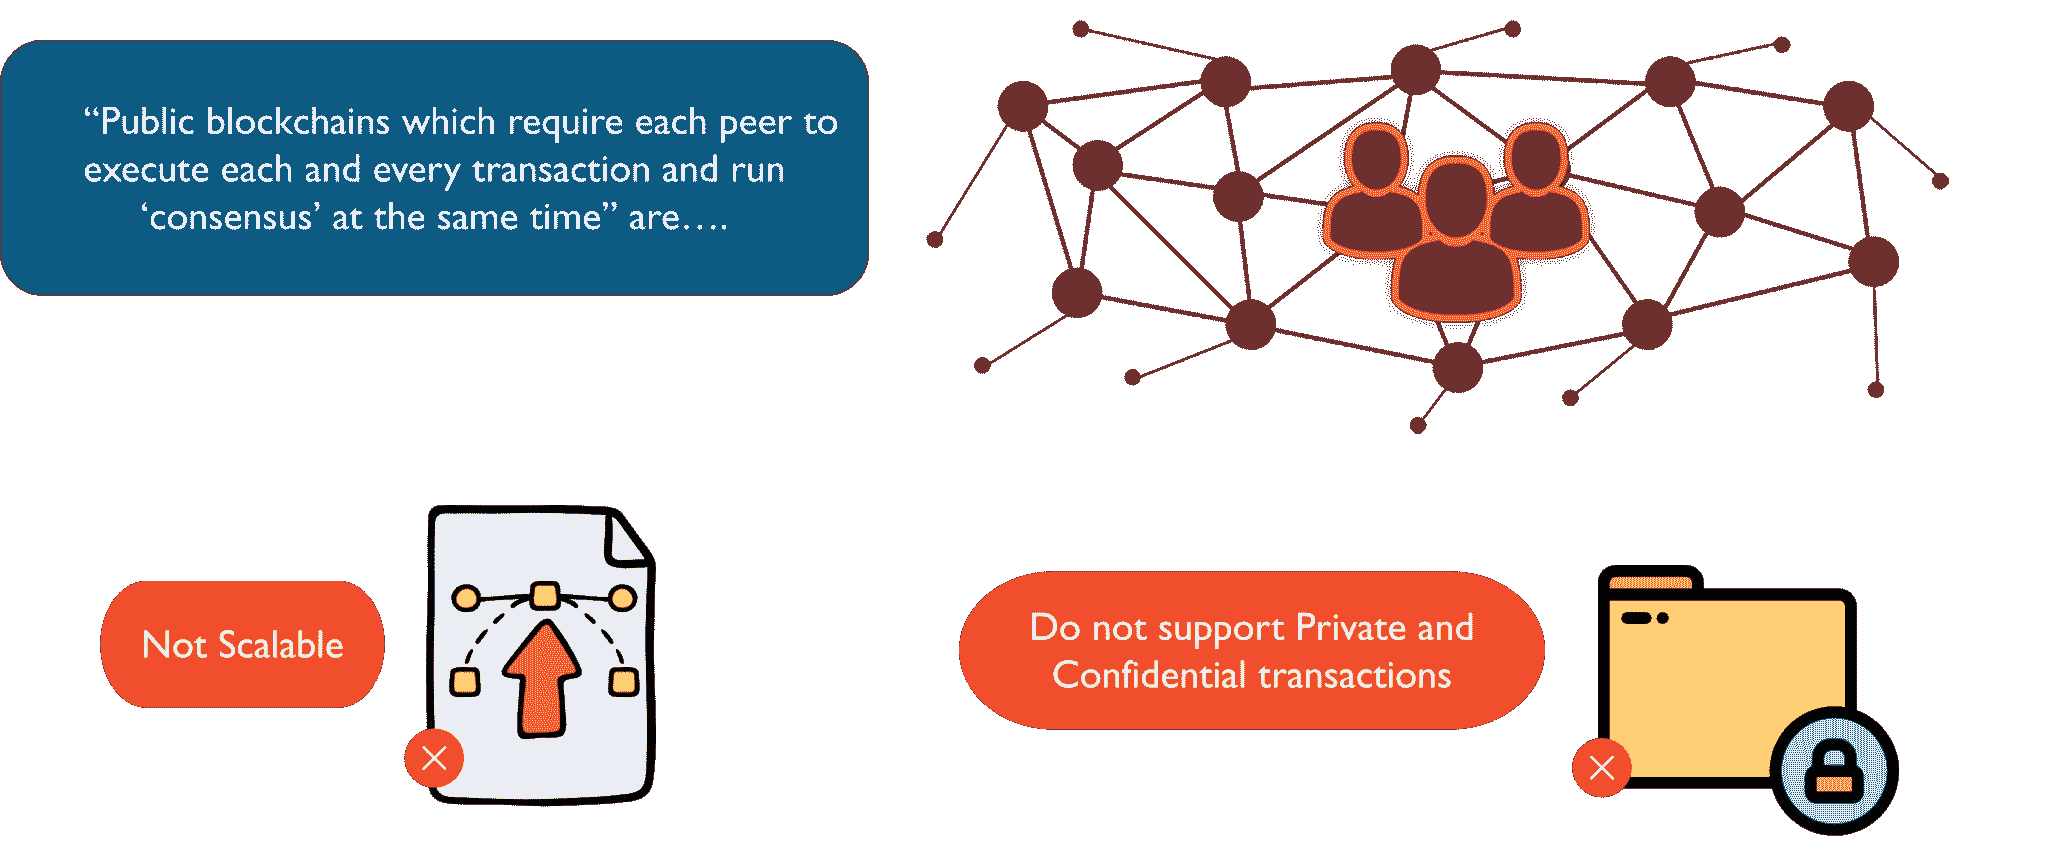 “Public blockchains which require each peer to
execute each and every transaction and run
‘consensus’ at the same time” are….
Not Scalable
Do not support Private and
Confidential transactions